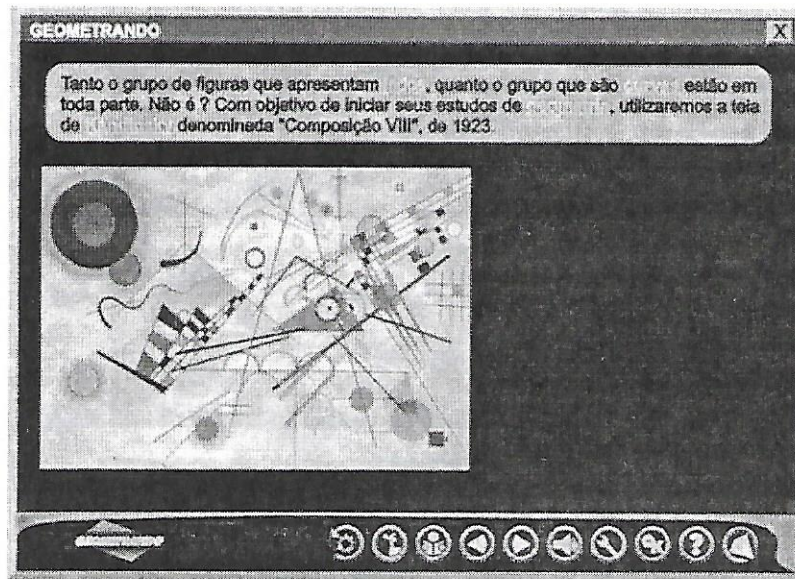 GEOMETRANDO
X
Tanto o grupo de figuras que apresentam , quanto o grupo que são estão em
toda parte. Não é ? Com objetivo de iniciar seus estudos de , utilizaremos a tela
de denomineda "Composição VIII", de 1923.
?